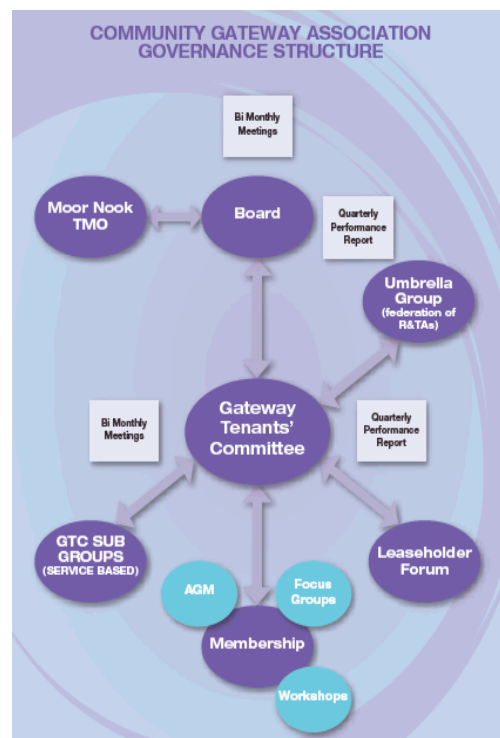 COMMUNITY GATEWAY ASSOCIATION
GOVERNANCE STRUCTURE
Bi Monthly
Meetings
Moor Nook
TMO
Board
Quarterly
Performance
Report
Umbrella
Group
(federation of
R&TAs)
Gateway
Tenants'
Committee
Bi Monthly
Meetings
Quarterly
Performance
Report
GTC SUB
GROUPS
(SERVICE BASED)
Leaseholder
Forum
AGM
Focus
Groups
Membership
Workshops